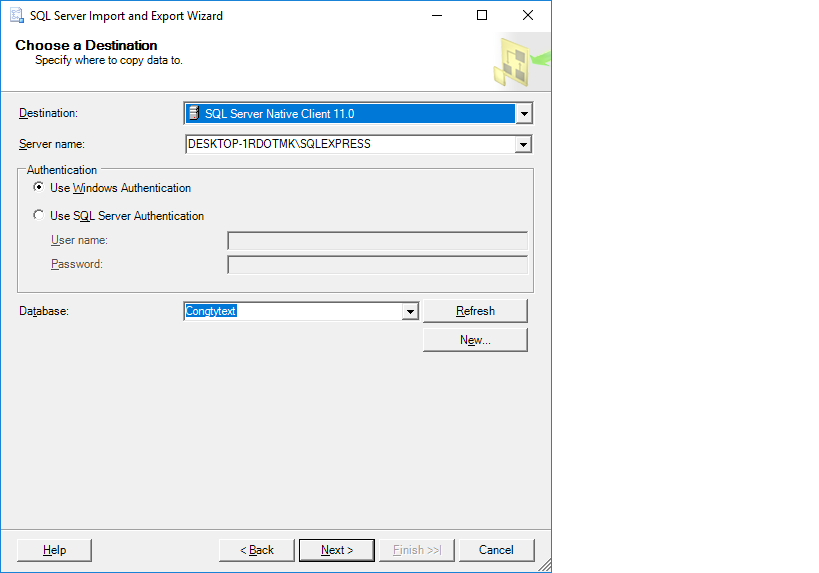 SQL Server Import and Export Wizard
Choose a Destination
Specify where to copy data to.
Destination: SQL Server Native Client 11.0
Server name: DESKTOP-1RDOTMK\SQLEXPRESS
Authentication
Use Windows Authentication
Use SQL Server Authentication
User name:
Password:
Database: Congtytext Refresh
New...
Help < Back Next > Finish >>| Cancel